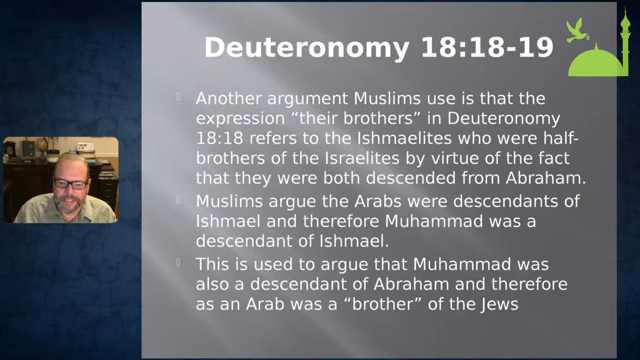 Deuteronomy 18:18-19
Another argument Muslims use is that the
expression “their brothers” in Deuteronomy
18:18 refers to the Ishmaelites who were half-
brothers of the Israelites by virtue of the fact
that they were both descended from Abraham.
Muslims argue the Arabs were descendants of
Ishmael and therefore Muhammad was a
descendant of Ishmael.
This is used to argue that Muhammad was
also a descendant of Abraham and therefore
as an Arab was a “brother” of the Jews